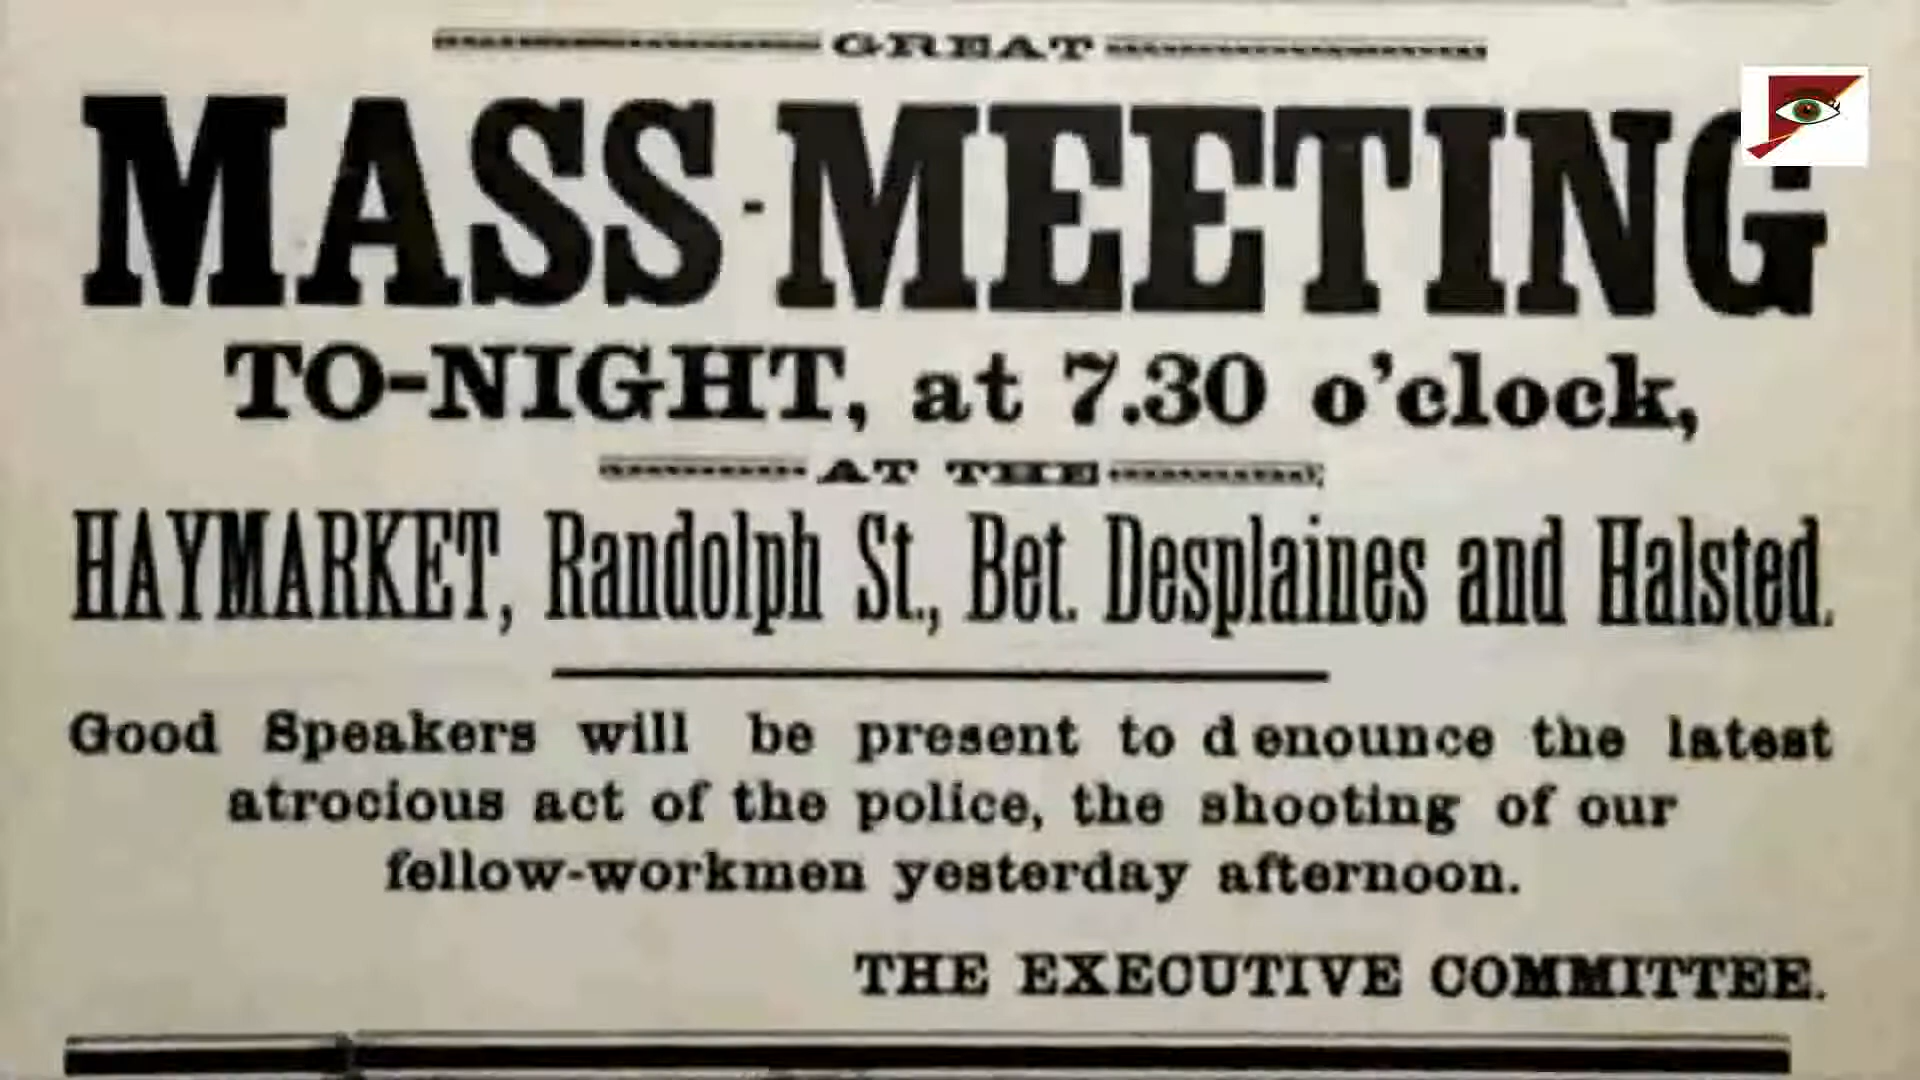 GREAT
MASS-MEETING
TO-NIGHT, at 7.30 o'clock,
AT THE
HAYMARKET, Randolph St., Bet. Desplaines and Halsted.
Good Speakers will be present to denounce the latest
atrocious act of the police, the shooting of our
fellow-workmen yesterday afternoon.
THE EXECUTIVE COMMITTEE.